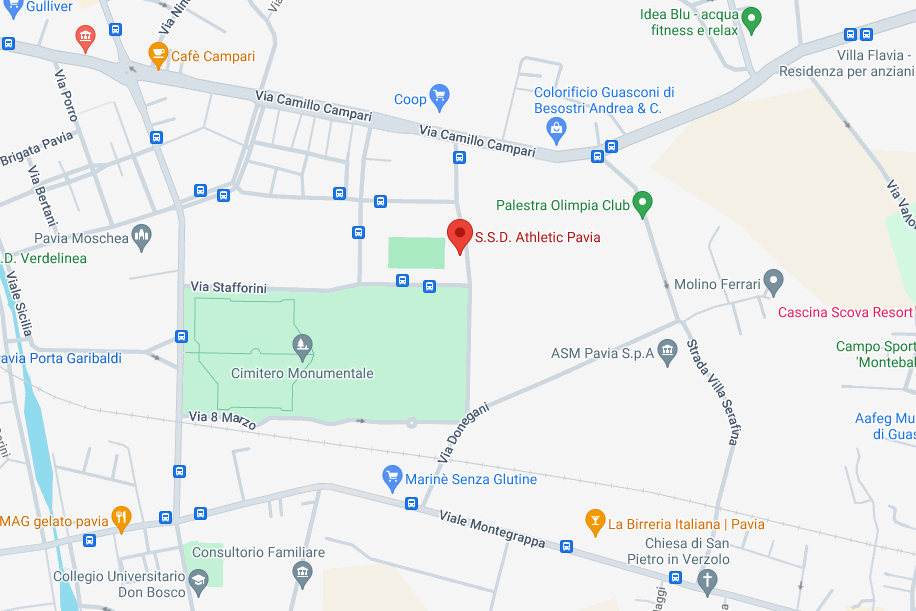 Gulliver
Via Nino
Via
Idea Blu - acqua
fitness e relax
Cafè Campari
Villa Flavia -
Residenza per anziani
Via Porro
Via Camillo Campari
Coop
Colorificio Guasconi di
Besostri Andrea & C.
Via Camillo Campari
Brigata Pavia
Via Bertani
Palestra Olimpia Club
Pavia Moschea
S.S.D. Athletic Pavia
.D. Verdelinea
Viale Sicilia
Via Stafforini
Molino Ferrari
Cascina Scova Resort
Cimitero Monumentale
ASM Pavia S.p.A
Campo Sport
'Montebal
avia Porta Garibaldi
Strada Villa Serafina
Via 8 Marzo
Via Donegani
Aafeg Mu
di Guas
Marinè Senza Glutine
MAG gelato pavia
Viale Montegrappa
La Birreria Italiana | Pavia
Consultorio Familiare
Chiesa di San
Pietro in Verzolo
Collegio Universitario
Don Bosco